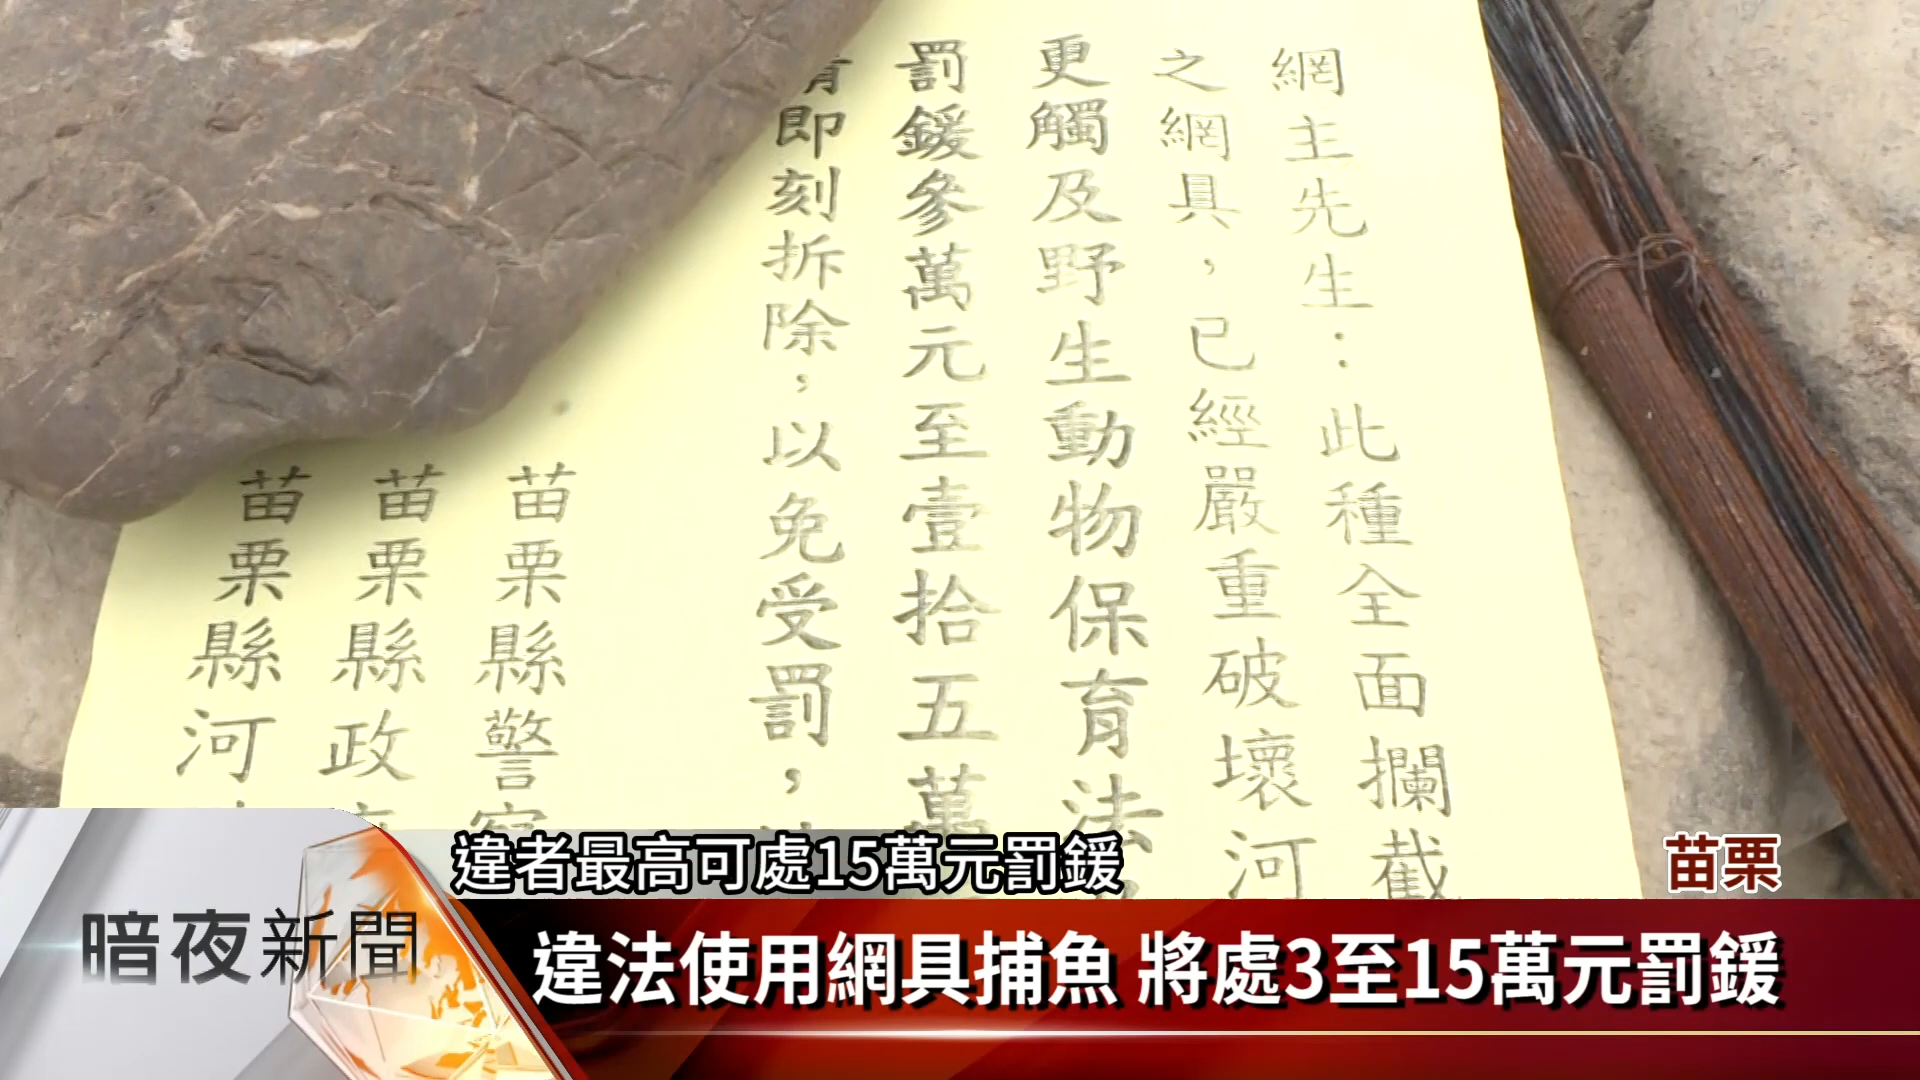 網主先生：此種全面攔截
之網具，已經嚴重破壞河
更觸及野生動物保育法
罰鍰參萬元至壹拾五萬
請即刻拆除，以免受罰，
苗栗縣警察
苗栗縣政府
苗栗縣河
違者最高可處15萬元罰鍰
苗栗
暗夜新聞
違法使用網具捕魚 將處3至15萬元罰鍰